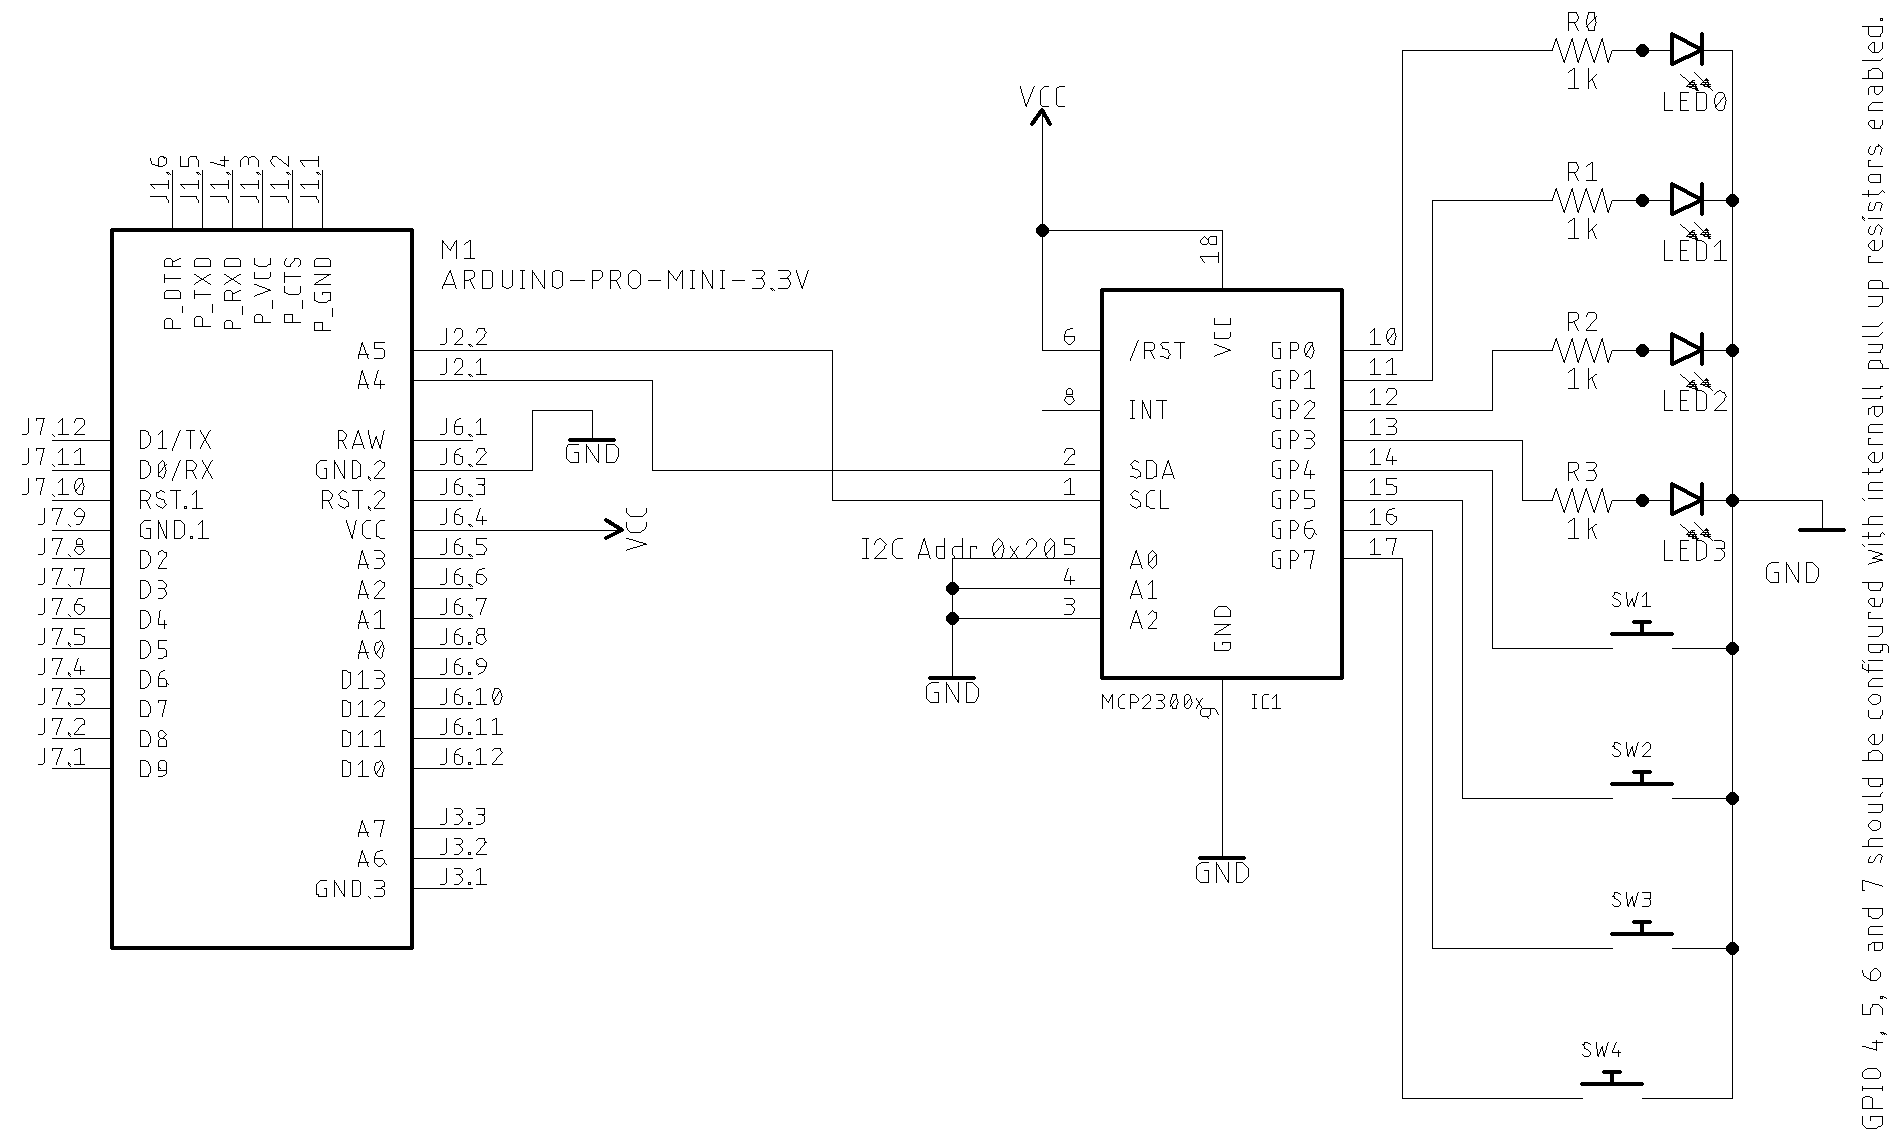 R0
1k
LED0
VCC
J1.6
J1.5
J1.4
J1.3
J1.2
J1.1
R1
1k
LED1
M1
ARDUINO-PRO-MINI-3.3V
18
P_DTR
P_TXD
P_RXD
P_VCC
P_CTS
P_GND
A5
J2.2
A4
J2.1
6
/RST
VCC
GP0
10
GP1
11
8
INT
GP2
12
GP3
13
2
SDA
GP4
14
1
SCL
GP5
15
GP6
16
I2C Addr 0x20
5
A0
GP7
17
4
A1
3
A2
GND
R2
1k
LED2
R3
1k
LED3
GND
J7.12
D1/TX
RAW
J6.1
GND
J7.11
D0/RX
GND.2
J6.2
J7.10
RST.1
RST.2
J6.3
J7.9
GND.1
VCC
J6.4
VCC
J7.8
D2
A3
J6.5
J7.7
D3
A2
J6.6
J7.6
D4
A1
J6.7
J7.5
D5
A0
J6.8
J7.4
D6
D13
J6.9
J7.3
D7
D12
J6.10
J7.2
D8
D11
J6.11
J7.1
D9
D10
J6.12
A7
J3.3
A6
J3.2
GND.3
J3.1
GND
MCP2300x
9
IC1
GND
SW1
SW2
SW3
SW4
GPIO 4, 5, 6 and 7 should be configured with internall pull up resistors enabled.